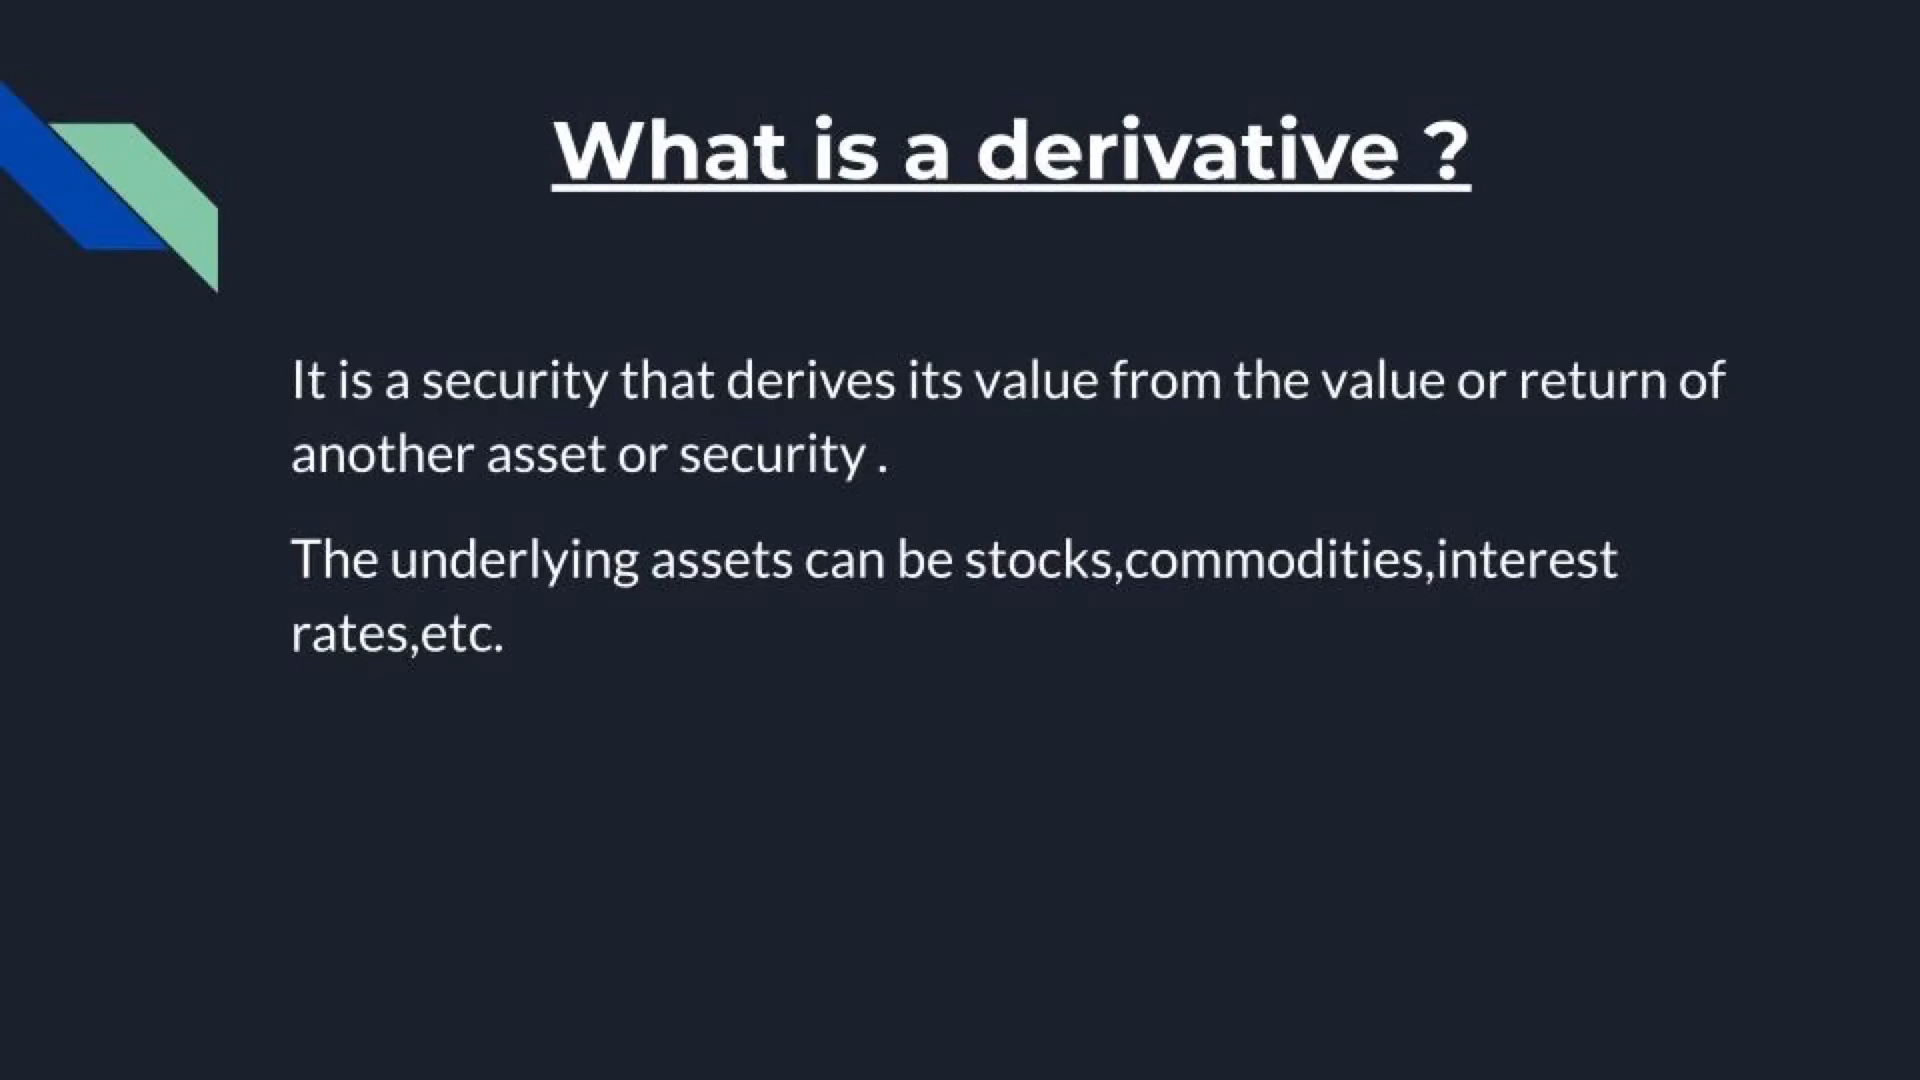 What is a derivative ?
It is a security that derives its value from the value or return of
another asset or security .
The underlying assets can be stocks,commodities,interest
rates,etc.